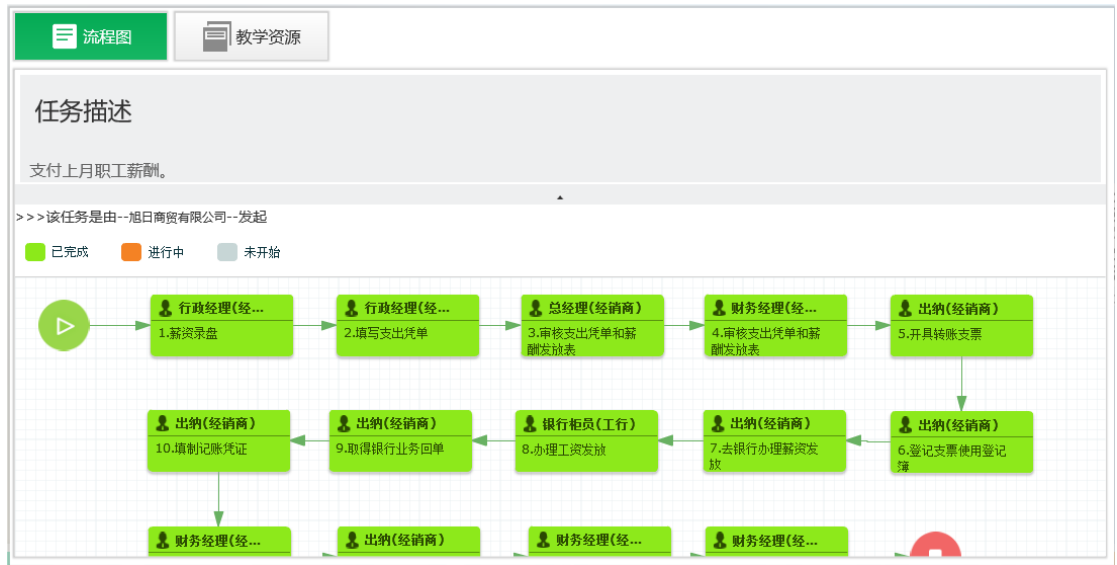 流程图
教学资源
任务描述
支付上月职工薪酬。
>>>该任务是由--旭日商贸有限公司--发起
已完成
进行中
未开始
行政经理(经...
1.薪资录盘
行政经理(经...
2.填写支出凭单
总经理(经销商)
3.审核支出凭单和薪
酬发放表
财务经理(经...
4.审核支出凭单和薪
酬发放表
出纳(经销商)
5.开具转账支票
出纳(经销商)
6.登记支票使用登记
簿
出纳(经销商)
7.去银行办理薪资发
放
银行柜员(工行)
8.办理工资发放
出纳(经销商)
9.取得银行业务回单
出纳(经销商)
10.填制记账凭证
财务经理(经...
出纳(经销商)
财务经理(经...
财务经理(经...